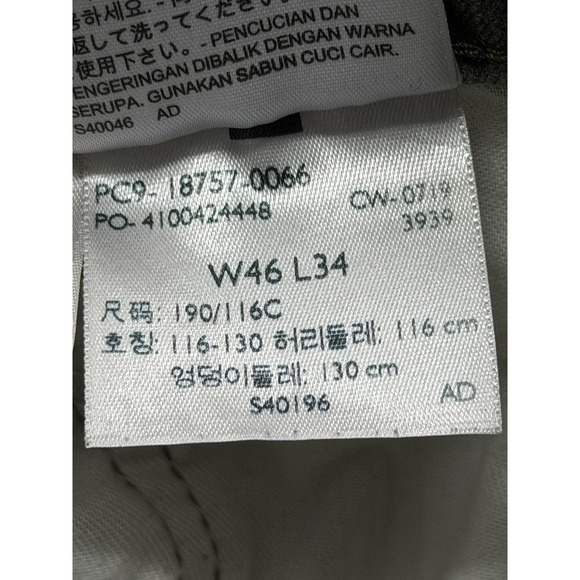 용하세요.
返して洗ってください。
使用下さい。- PENCUCIAN DAN
ENGERINGAN DIBALIK DENGAN WARNA
SERUPA. GUNAKAN SABUN CUCI CAIR.
S40046 AD
PC9- 18757-0066
PO- 4100424448
CW- 0719
3939
W46 L34
尺码: 190/116C
호칭: 116-130 허리둘레: 116 cm
엉덩이둘레: 130 cm
S40196
AD